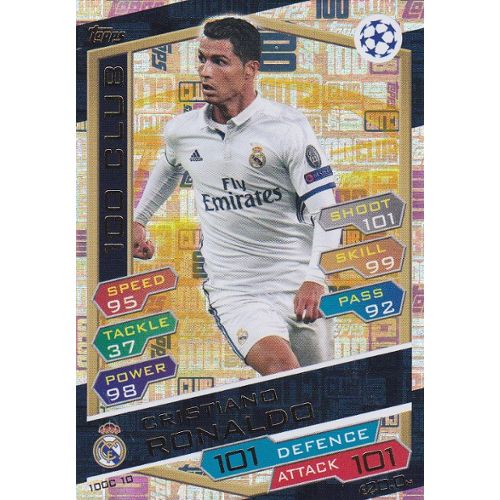 Topps
100 CLUB
adidas
Fly
Emirates
SHOOT
101
SKILL
99
PASS
92
SPEED
95
TACKLE
37
POWER
98
CRISTIANO
RONALDO
101 DEFENCE
ATTACK 101
100C 10